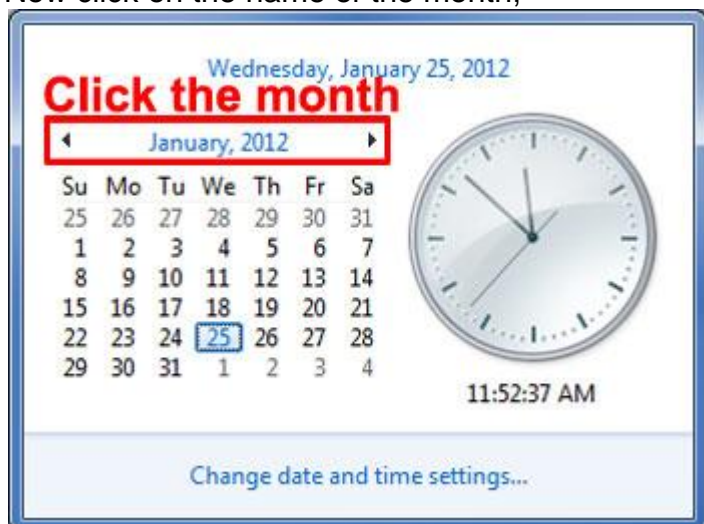 Now click on the name of the month,
Wednesday, January 25, 2012
Click the month
January, 2012
Su Mo Tu We Th Fr Sa
25 26 27 28 29 30 31
1 2 3 4 5 6 7
8 9 10 11 12 13 14
15 16 17 18 19 20 21
22 23 24 25 26 27 28
29 30 31 1 2 3 4
11:52:37 AM
Change date and time settings...